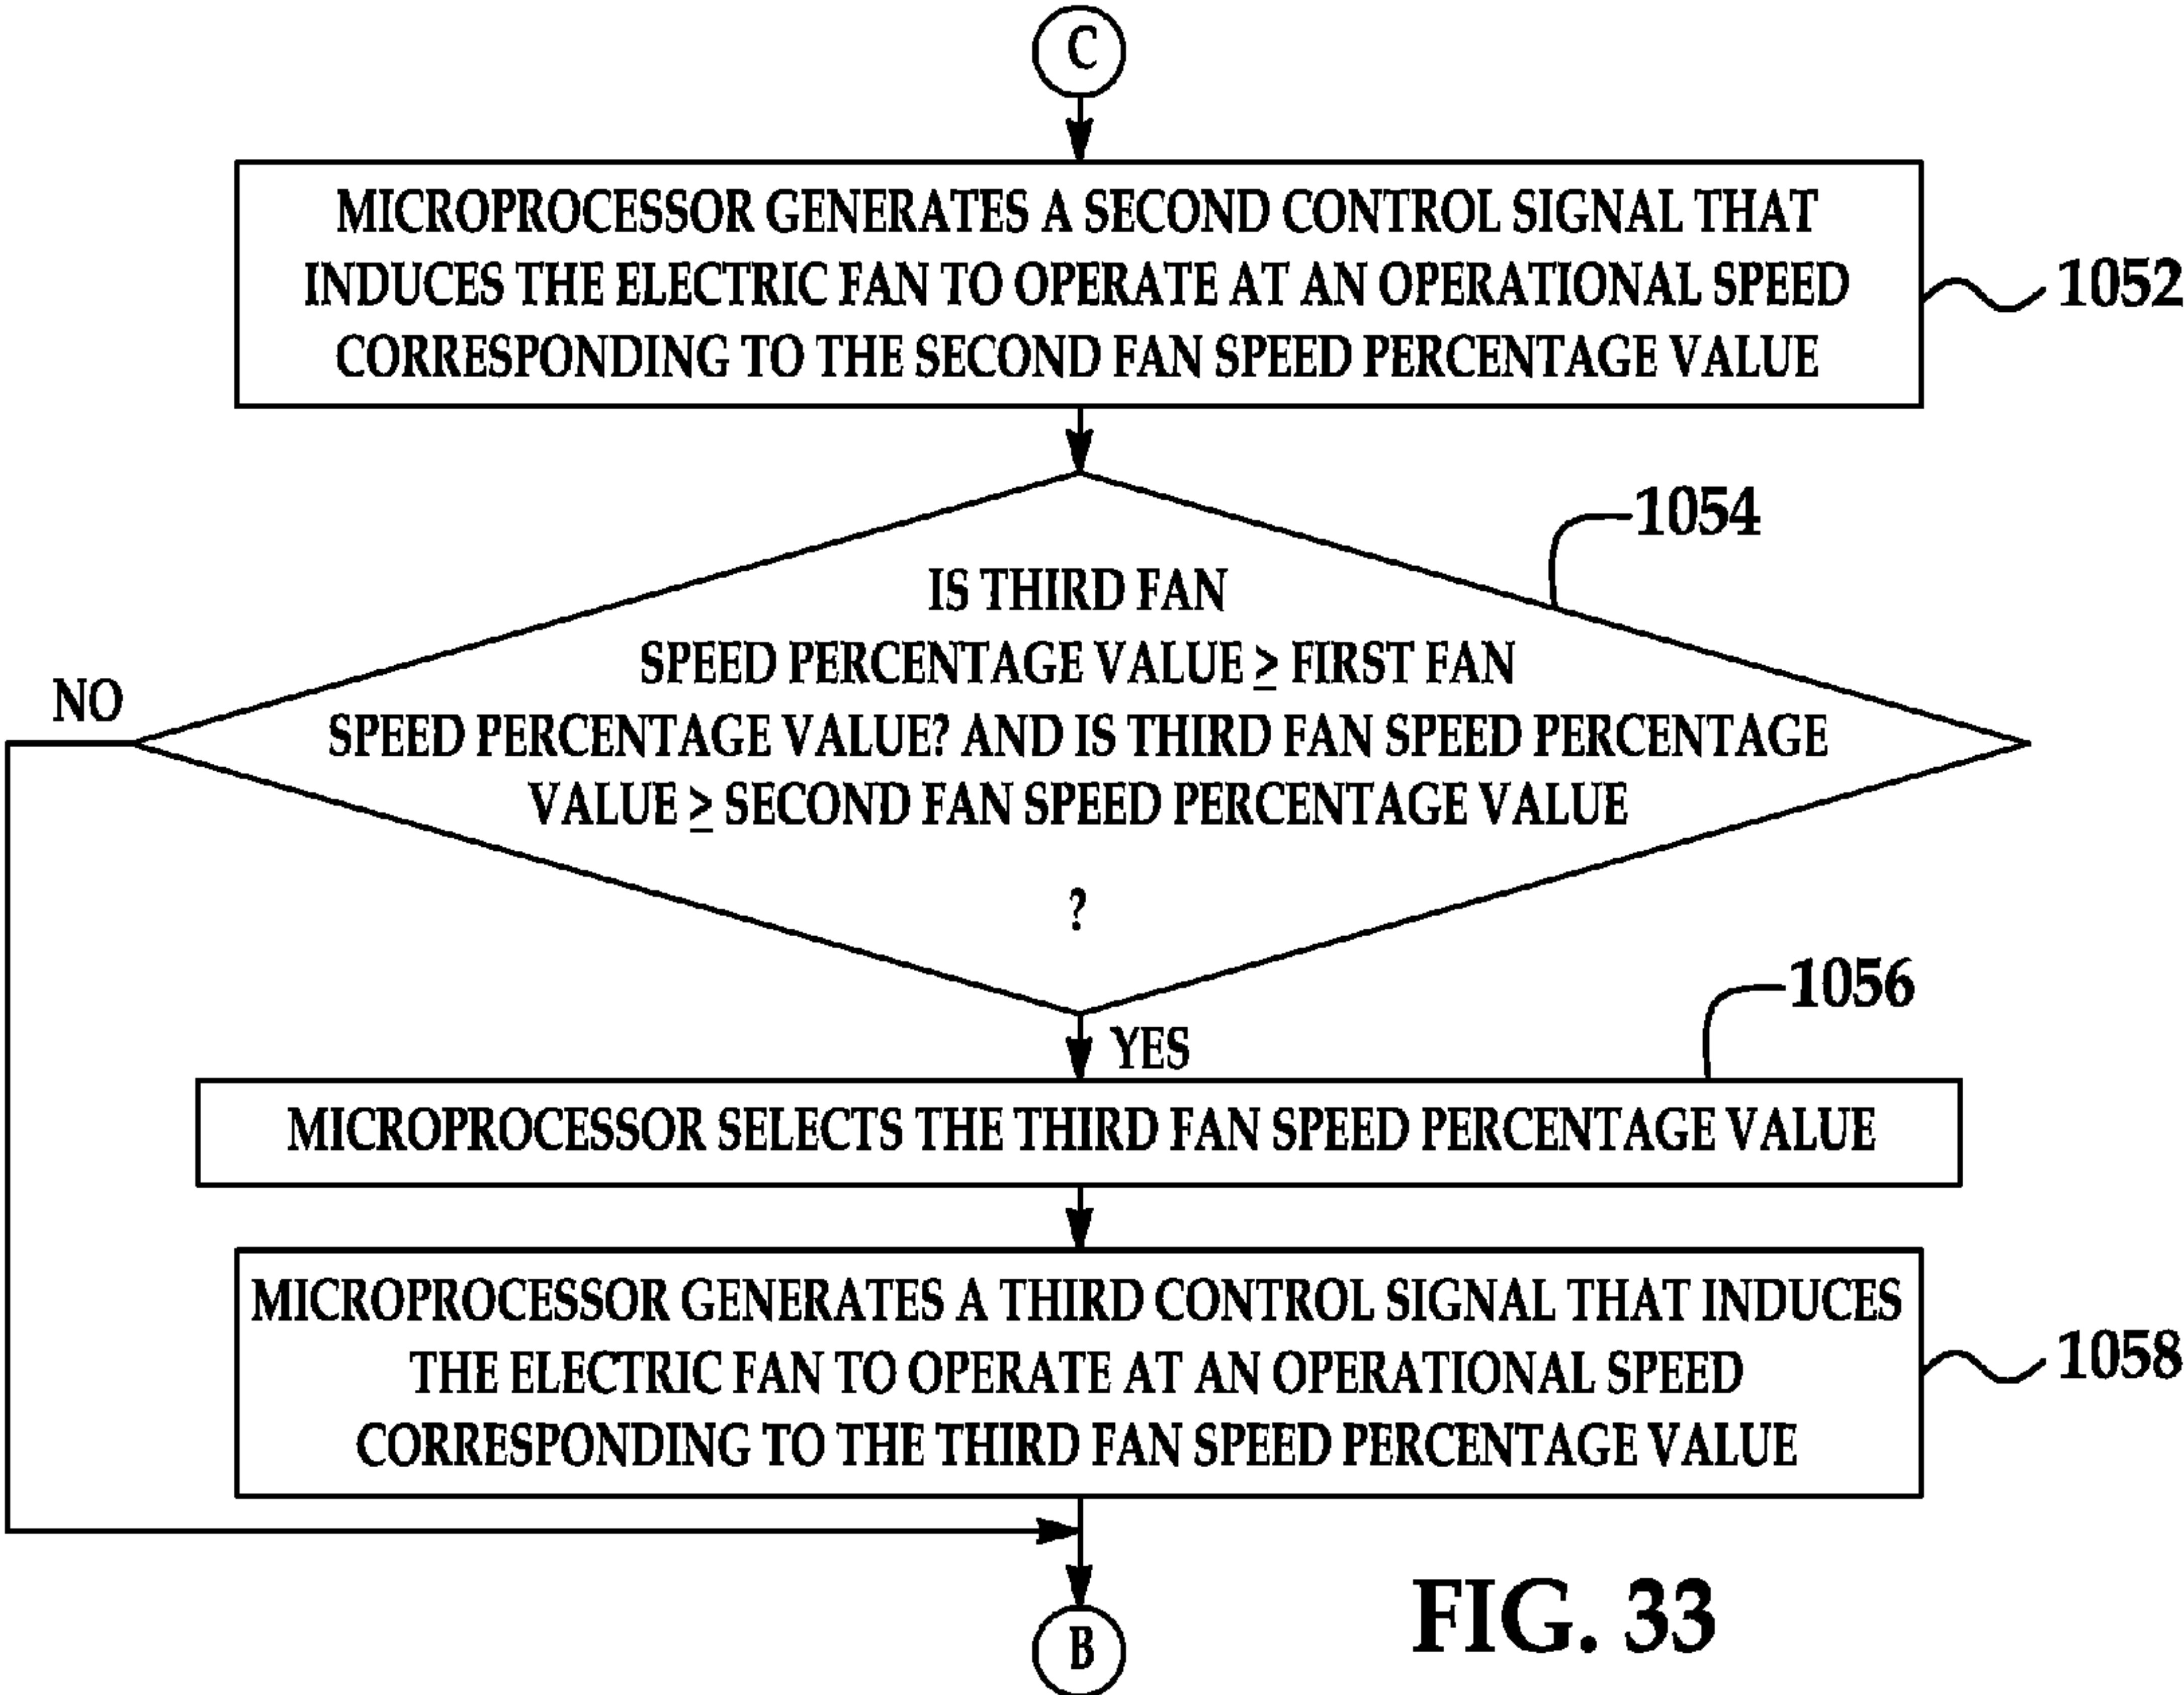 C
MICROPROCESSOR GENERATES A SECOND CONTROL SIGNAL THAT
INDUCES THE ELECTRIC FAN TO OPERATE AT AN OPERATIONAL SPEED
CORRESPONDING TO THE SECOND FAN SPEED PERCENTAGE VALUE
1052
1054
IS THIRD FAN
SPEED PERCENTAGE VALUE ≥ FIRST FAN
SPEED PERCENTAGE VALUE? AND IS THIRD FAN SPEED PERCENTAGE
VALUE ≥ SECOND FAN SPEED PERCENTAGE VALUE
?
NO
YES
1056
MICROPROCESSOR SELECTS THE THIRD FAN SPEED PERCENTAGE VALUE
MICROPROCESSOR GENERATES A THIRD CONTROL SIGNAL THAT INDUCES
THE ELECTRIC FAN TO OPERATE AT AN OPERATIONAL SPEED
CORRESPONDING TO THE THIRD FAN SPEED PERCENTAGE VALUE
1058
B
FIG. 33